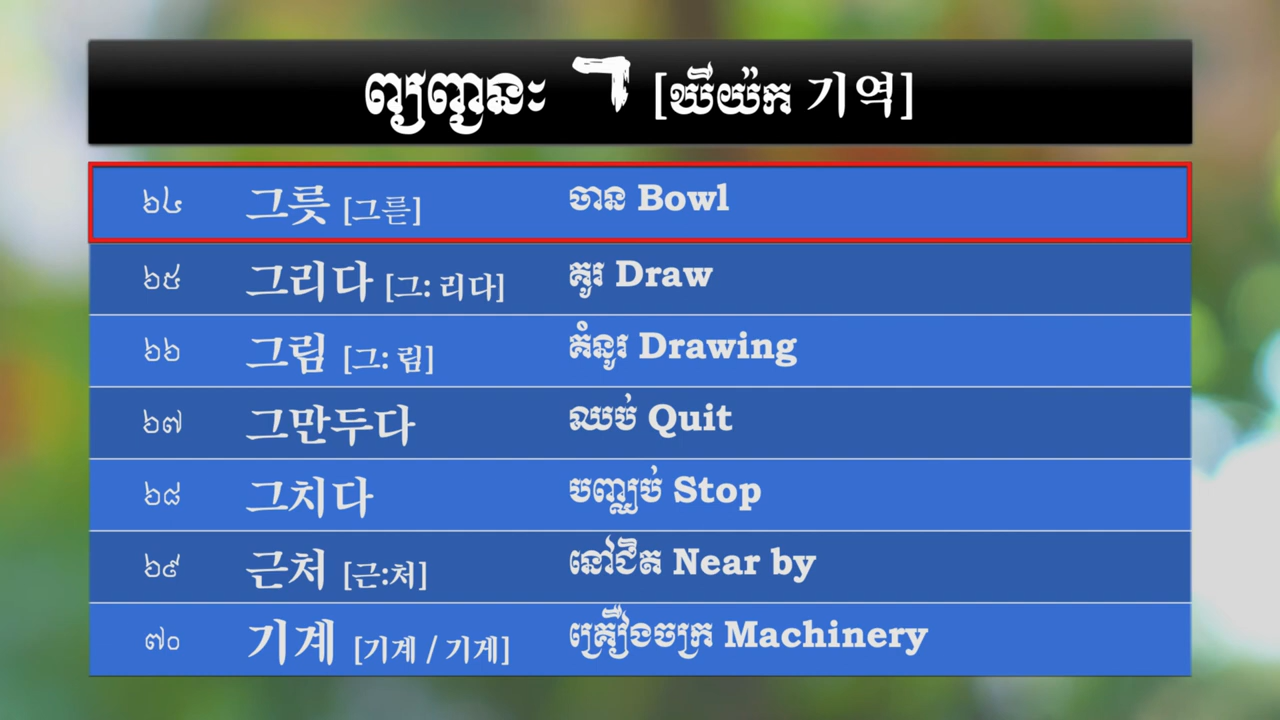 ព្យញ្ជនៈ ㄱ [ឃីយ៉ក 기역]
៦៤ 그릇 [그륻] ចាន Bowl
៦៥ 그리다 [그: 리다] គូរ Draw
៦៦ 그림 [그: 림] គំនូរ Drawing
៦៧ 그만두다 ឈប់ Quit
៦៨ 그치다 បញ្ឈប់ Stop
៦៩ 근처 [근:처] នៅជិត Near by
៧០ 기계 [기계 / 기게] គ្រឿងចក្រ Machinery